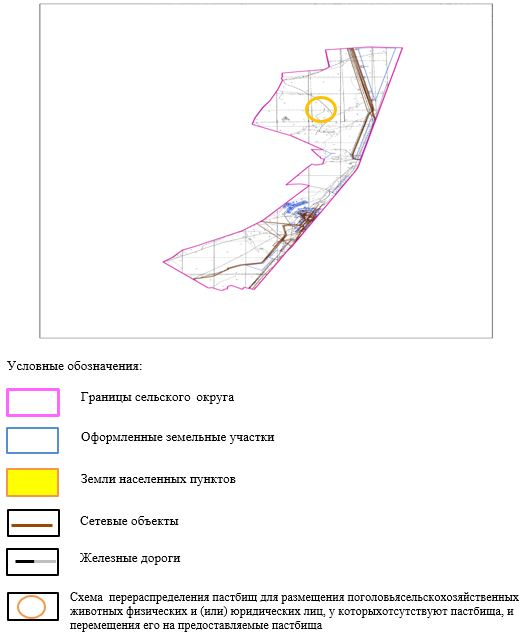 Условные обозначения:
Границы сельского округа
Оформленные земельные участки
Земли населенных пунктов
Сетевые объекты
Железные дороги
Схема перераспределения пастбищ для размещения поголовьясельскохозяйственных
животных физических и (или) юридических лиц, у которыхотсутствуют пастбища, и
перемещения его на предоставляемые пастбища